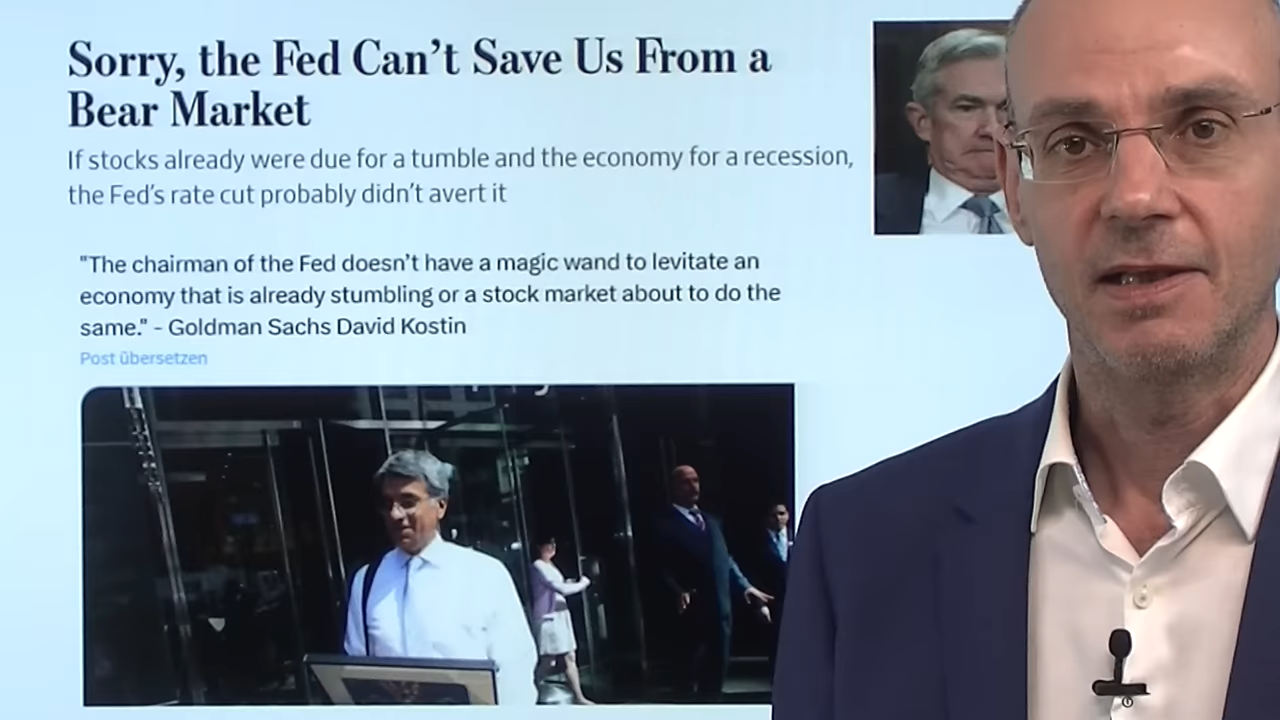 Sorry, the Fed Can’t Save Us From a
Bear Market
If stocks already were due for a tumble and the economy for a recession,
the Fed’s rate cut probably didn’t avert it
"The chairman of the Fed doesn’t have a magic wand to levitate an
economy that is already stumbling or a stock market about to do the
same." - Goldman Sachs David Kostin
Post übersetzen